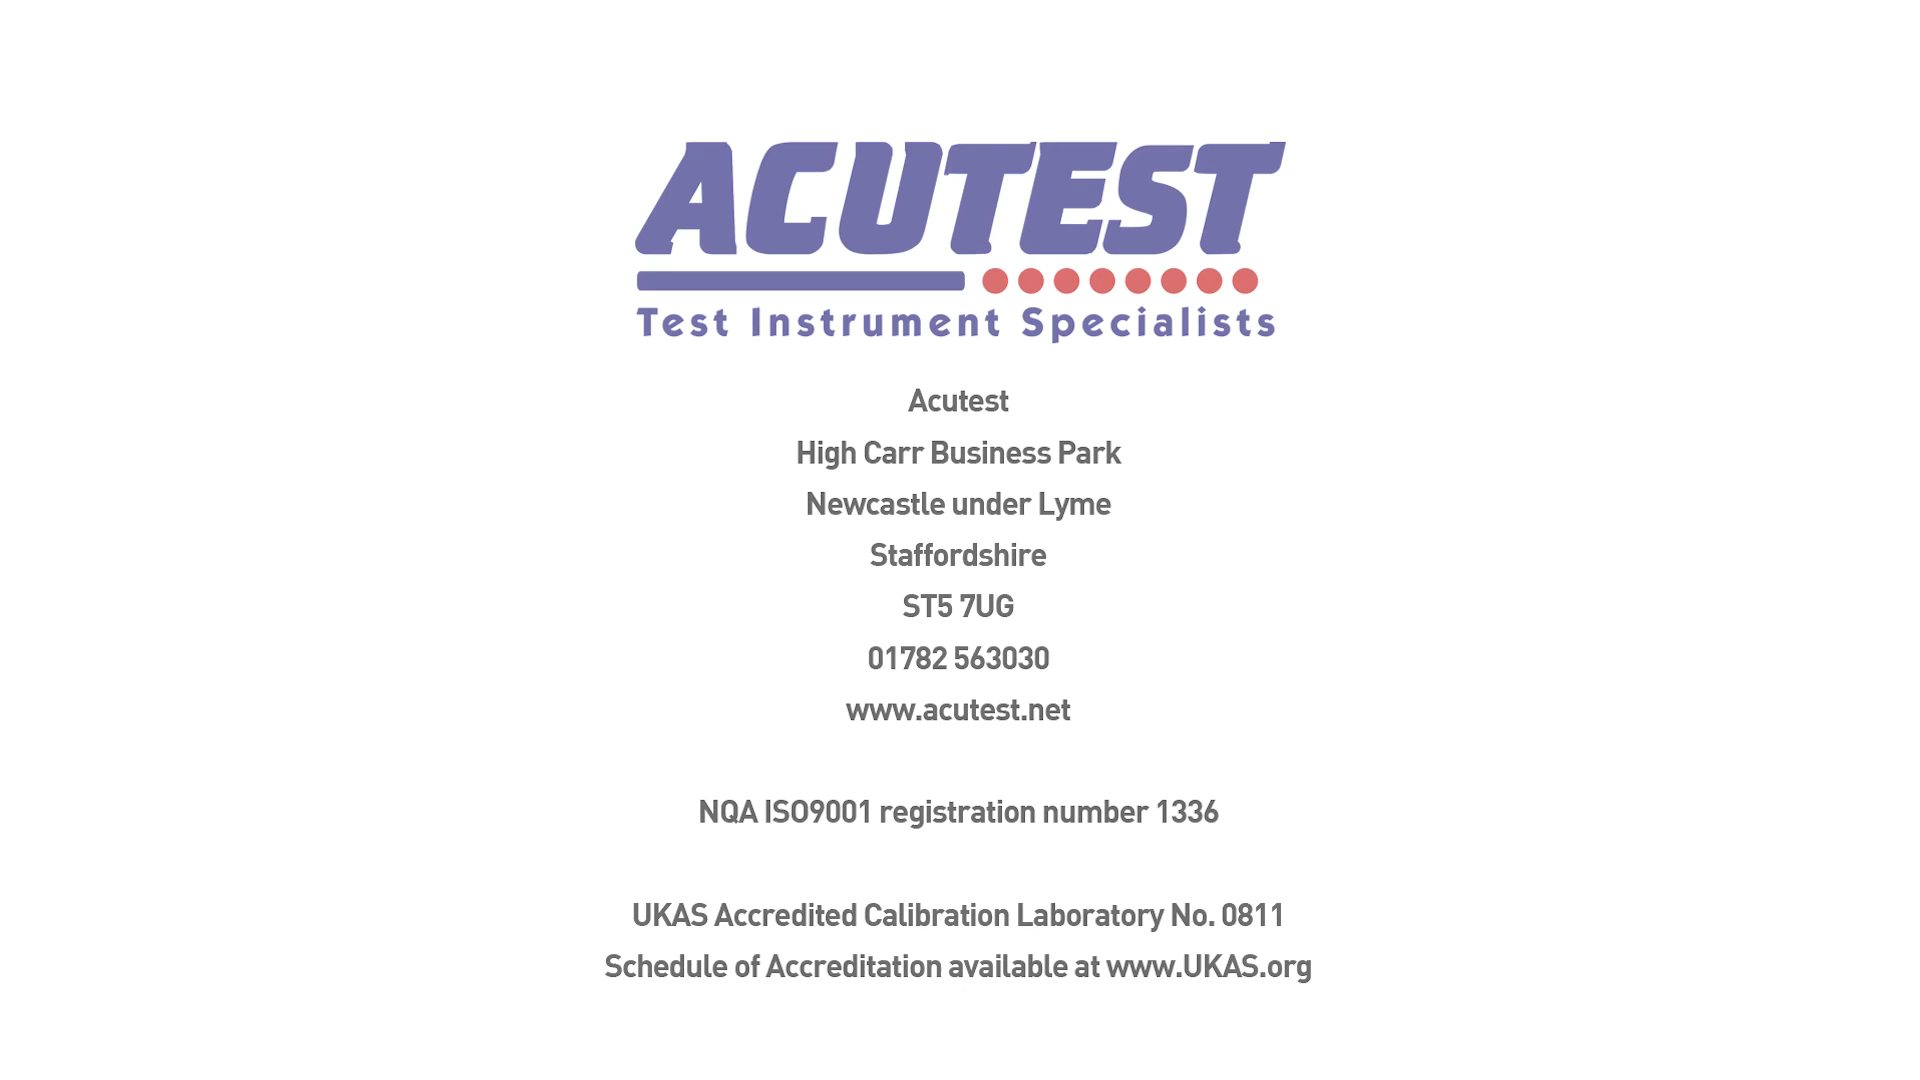 ACUTEST
Test Instrument Specialists
Acutest
High Carr Business Park
Newcastle under Lyme
Staffordshire
ST5 7UG
01782 563030
www.acutest.net
NQA ISO9001 registration number 1336
UKAS Accredited Calibration Laboratory No. 0811
Schedule of Accreditation available at www.UKAS.org